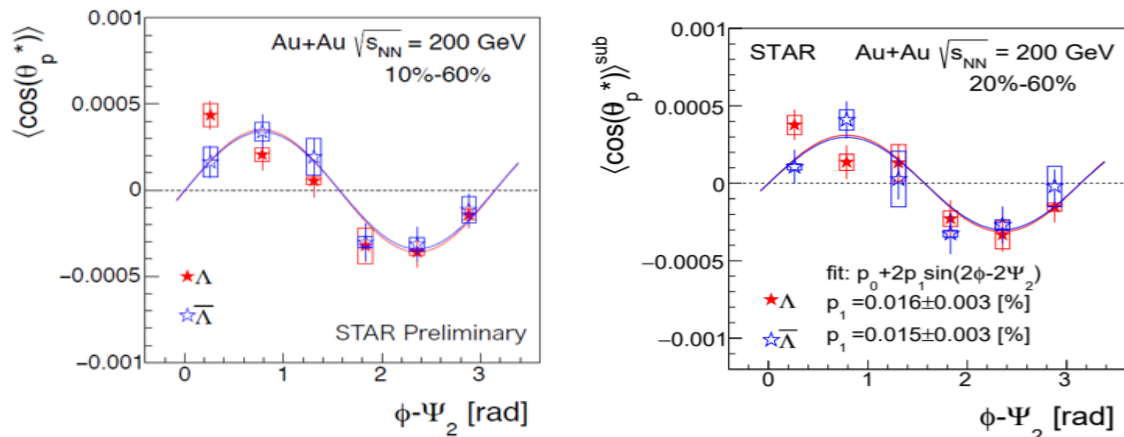 ⟨cos(θp*)⟩
0.001
0.0005
0
−0.0005
−0.001
Au+Au √sNN = 200 GeV
10%-60%
Λ
Λ̅
STAR Preliminary
0 1 2 3
ϕ-Ψ2 [rad]
⟨cos(θp*)⟩sub
0.001
0.0005
0
−0.0005
−0.001
STAR Au+Au √sNN = 200 GeV
20%-60%
fit: p0+2p1sin(2ϕ-2Ψ2)
Λ p1=0.016±0.003 [%]
Λ̅ p1=0.015±0.003 [%]
0 1 2 3
ϕ-Ψ2 [rad]